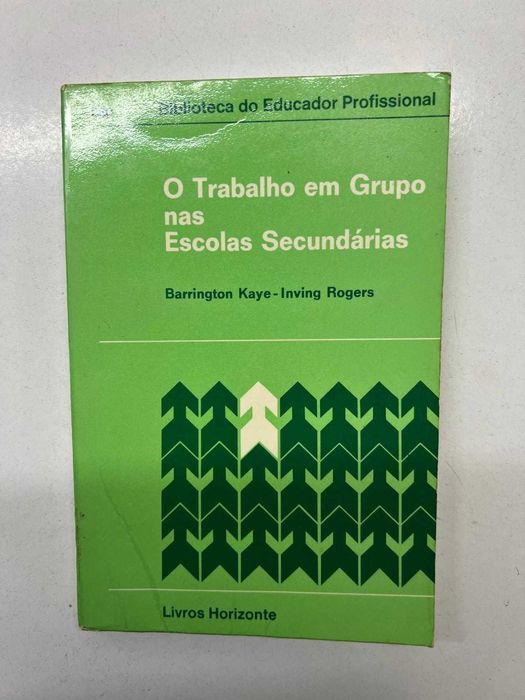 Biblioteca do Educador Profissional
O Trabalho em Grupo
nas
Escolas Secundárias
Barrington Kaye - Inving Rogers
Livros Horizonte